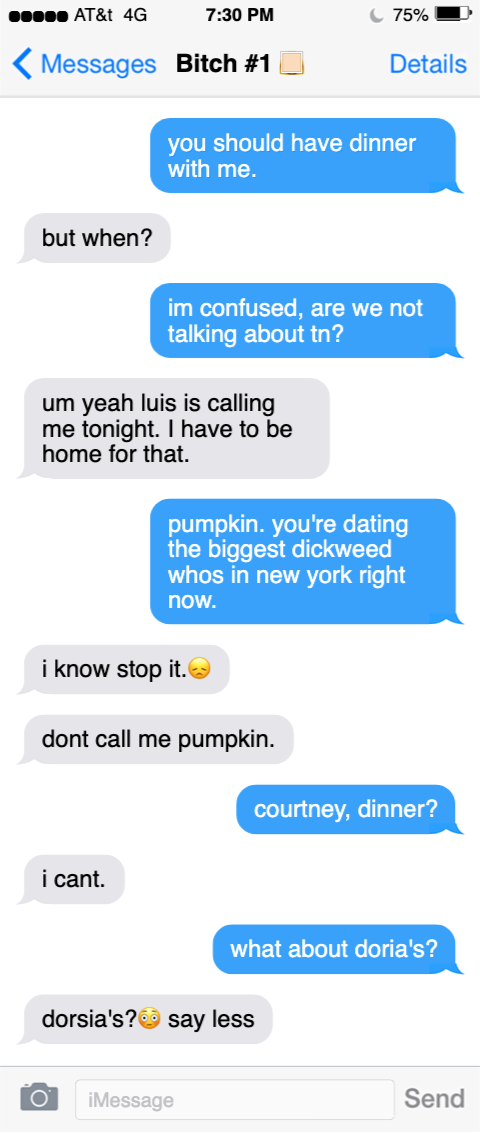 AT&t 4G 7:30 PM 75%
Messages Bitch #1 Details
you should have dinner
with me.
but when?
im confused, are we not
talking about tn?
um yeah luis is calling
me tonight. I have to be
home for that.
pumpkin. you're dating
the biggest dickweed
whos in new york right
now.
i know stop it.😞
dont call me pumpkin.
courtney, dinner?
i cant.
what about doria's?
dorsia's?😳 say less
iMessage Send